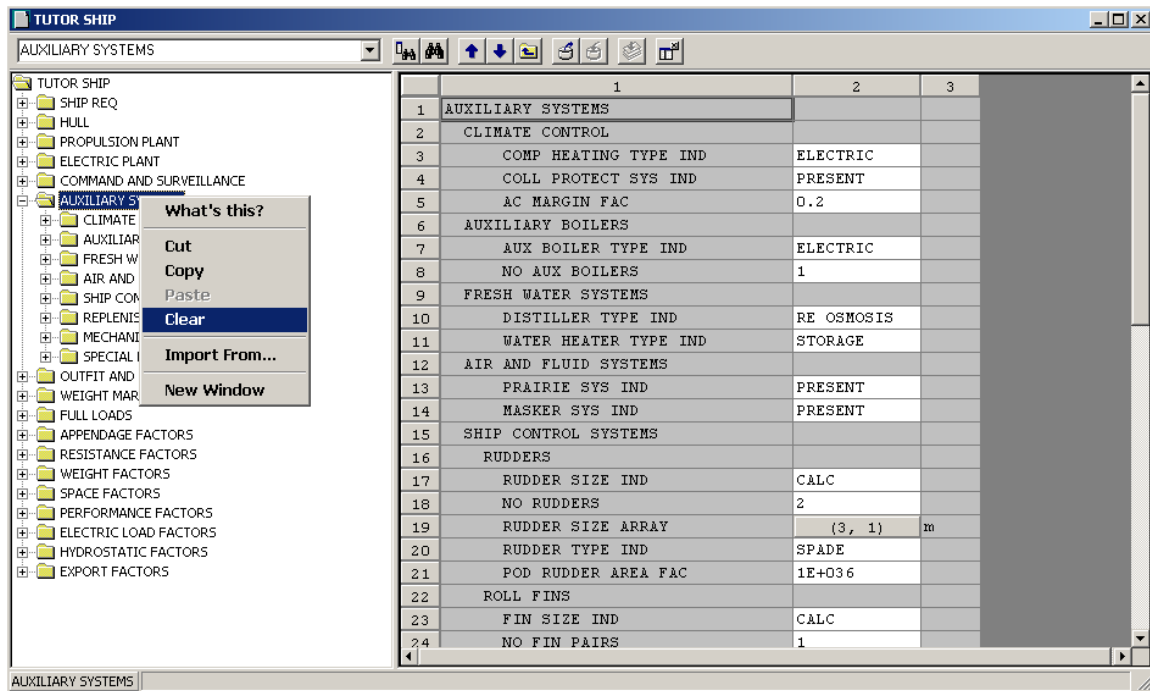 TUTOR SHIP
AUXILIARY SYSTEMS
TUTOR SHIP
SHIP REQ
HULL
PROPULSION PLANT
ELECTRIC PLANT
COMMAND AND SURVEILLANCE
AUXILIARY
CLIMATE
FRESH
AIR AND
SHIP
OUTFIT AND
WEIGHT
FULL LOADS
APPENDAGE FACTORS
RESISTANCE FACTORS
WEIGHT FACTORS
SPACE FACTORS
PERFORMANCE FACTORS
ELECTRIC LOAD FACTORS
HYDROSTATIC FACTORS
EXPORT FACTORS
What's this?
Cut
Copy
Paste
Clear
Import From...
New Window
1 2 3
1 AUXILIARY SYSTEMS
2 CLIMATE CONTROL
3 COMP HEATING TYPE IND ELECTRIC
4 COLL PROTECT SYS IND PRESENT
5 AC MARGIN FAC 0.2
6 AUXILIARY BOILERS
7 AUX BOILER TYPE IND ELECTRIC
8 NO AUX BOILERS 1
9 FRESH WATER SYSTEMS
10 DISTILLER TYPE IND RE OSMOSIS
11 WATER HEATER TYPE IND STORAGE
12 AIR AND FLUID SYSTEMS
13 PRAIRIE SYS IND PRESENT
14 MASKER SYS IND PRESENT
15 SHIP CONTROL SYSTEMS
16 RUDDERS
17 RUDDER SIZE IND CALC
18 NO RUDDERS 2
19 RUDDER SIZE ARRAY (3, 1) m
20 RUDDER TYPE IND SPADE
21 POD RUDDER AREA FAC 1E+036
22 ROLL FINS
23 FIN SIZE IND CALC
24 NO FIN PAIRS 1
AUXILIARY SYSTEMS